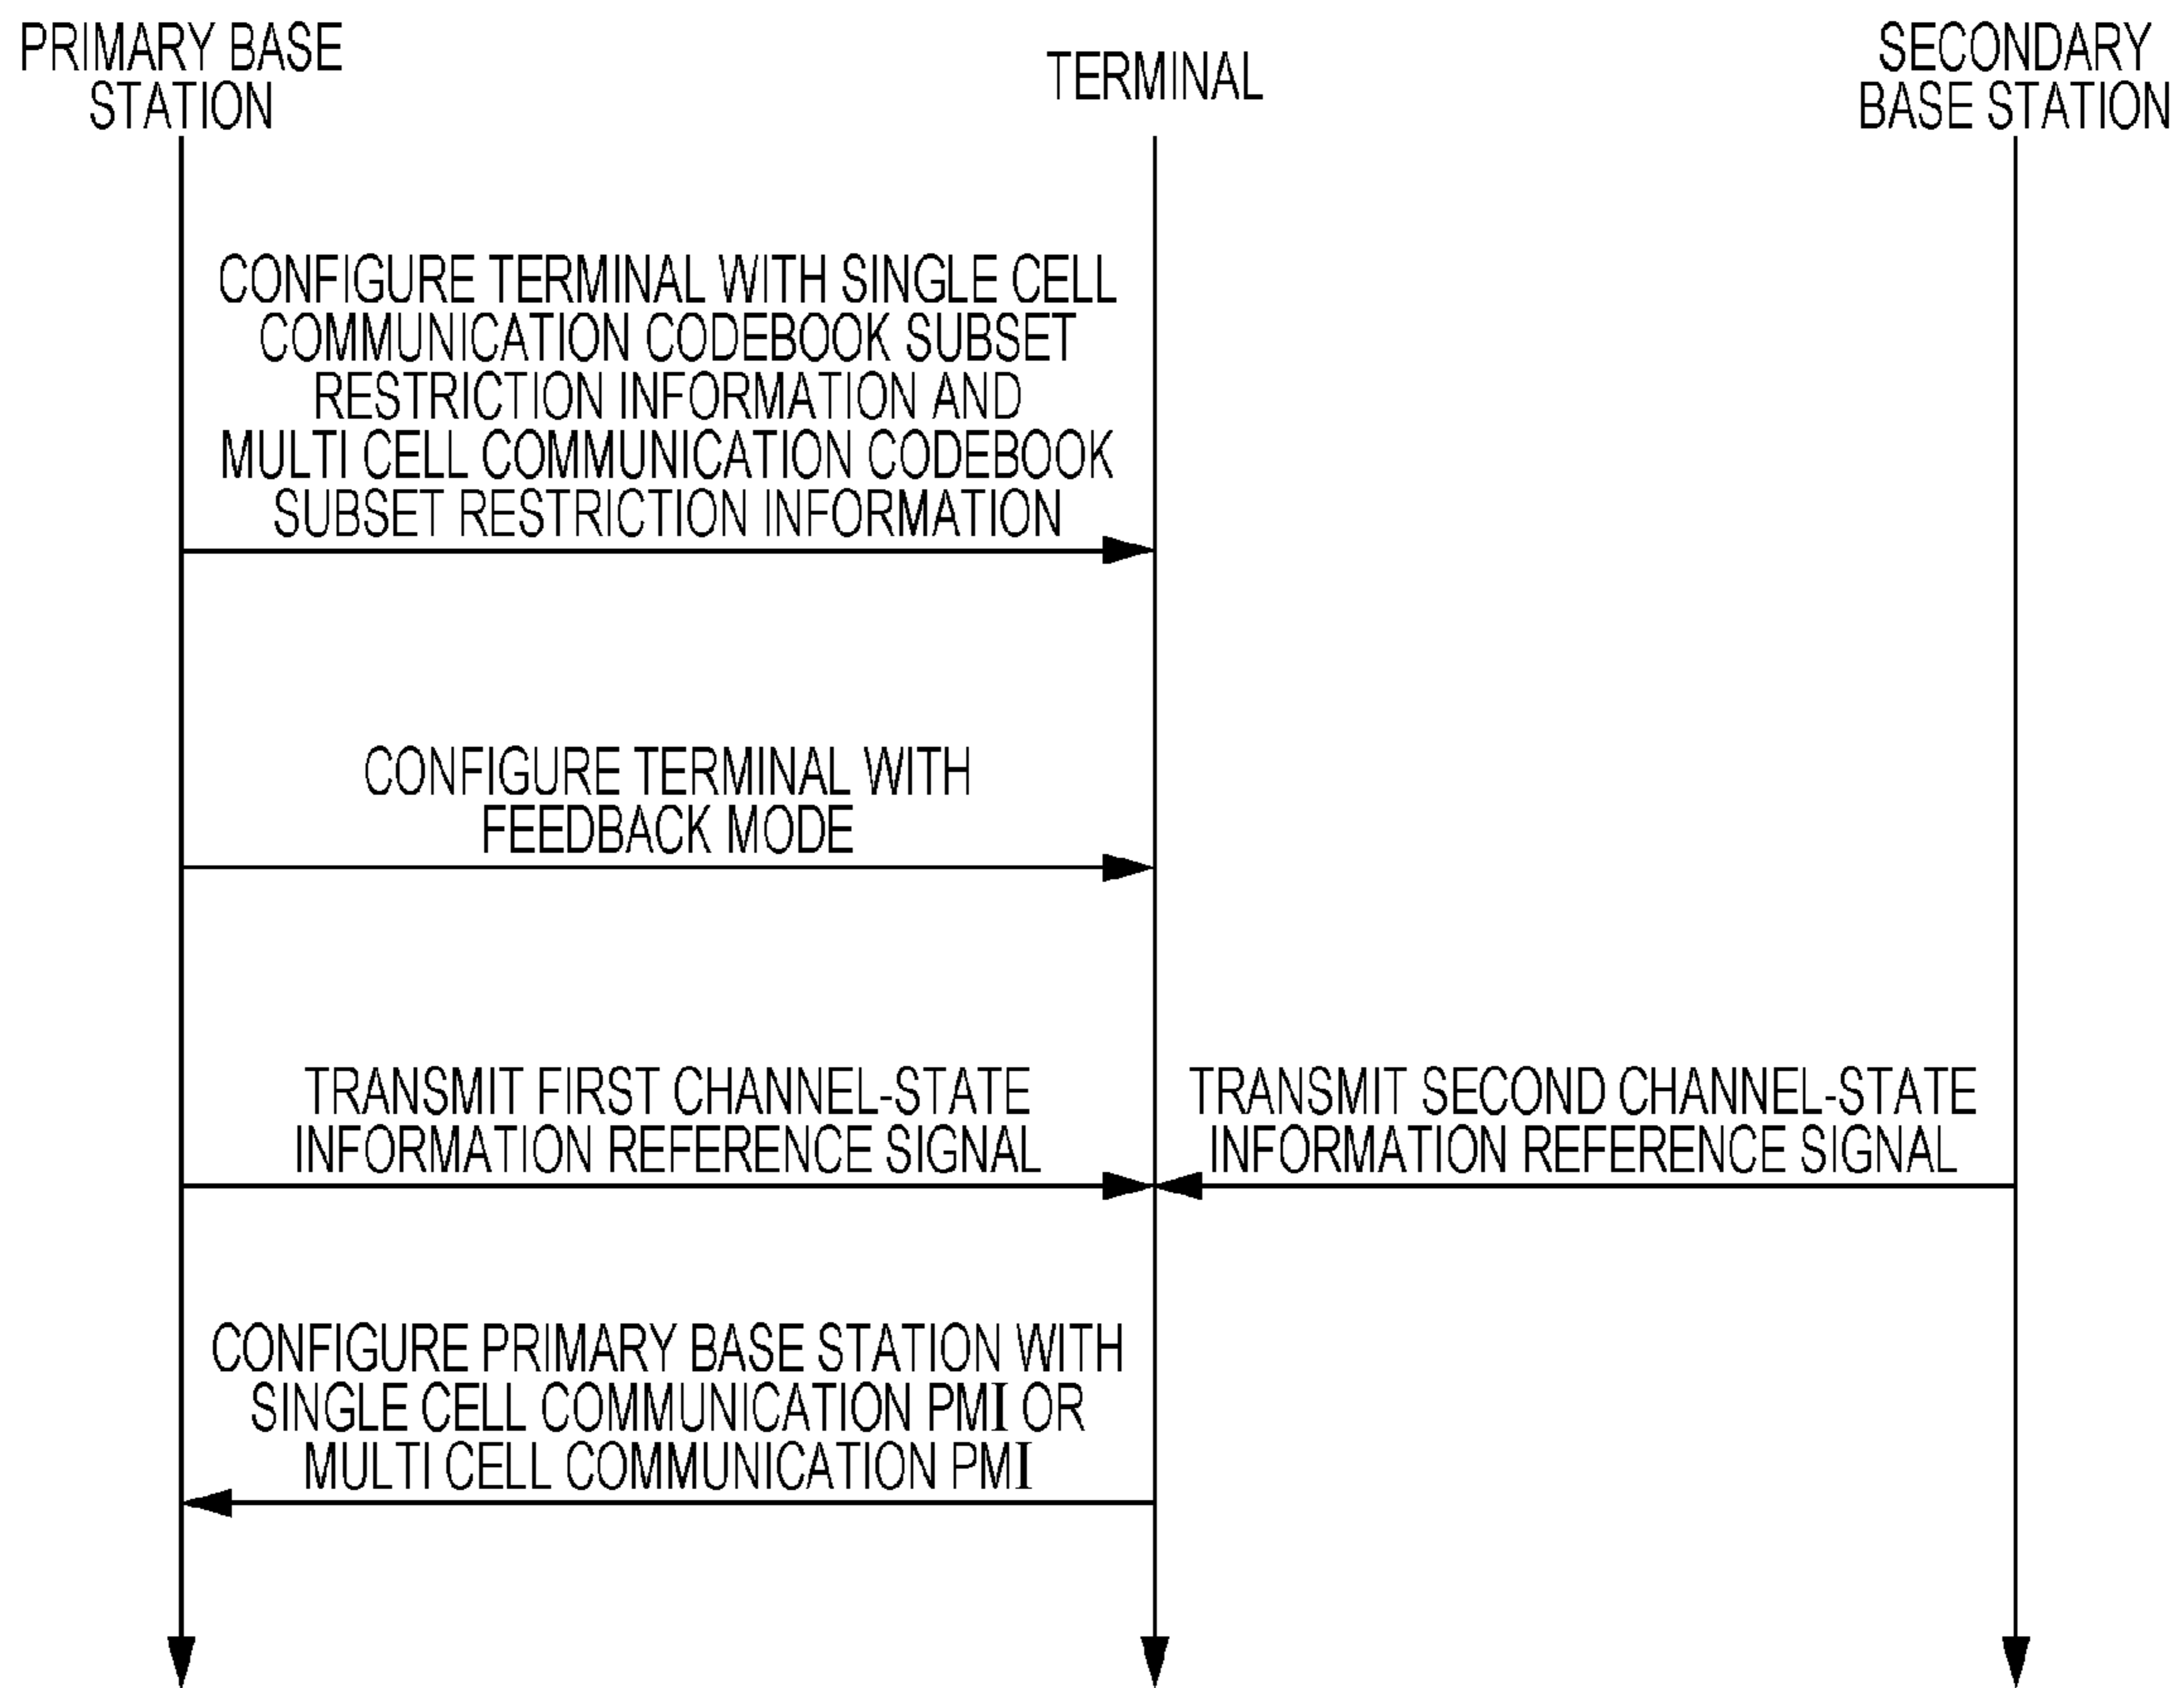 PRIMARY BASE
STATION
TERMINAL
SECONDARY
BASE STATION
CONFIGURE TERMINAL WITH SINGLE CELL
COMMUNICATION CODEBOOK SUBSET
RESTRICTION INFORMATION AND
MULTI CELL COMMUNICATION CODEBOOK
SUBSET RESTRICTION INFORMATION
CONFIGURE TERMINAL WITH
FEEDBACK MODE
TRANSMIT FIRST CHANNEL-STATE
INFORMATION REFERENCE SIGNAL
TRANSMIT SECOND CHANNEL-STATE
INFORMATION REFERENCE SIGNAL
CONFIGURE PRIMARY BASE STATION WITH
SINGLE CELL COMMUNICATION PMI OR
MULTI CELL COMMUNICATION PMI